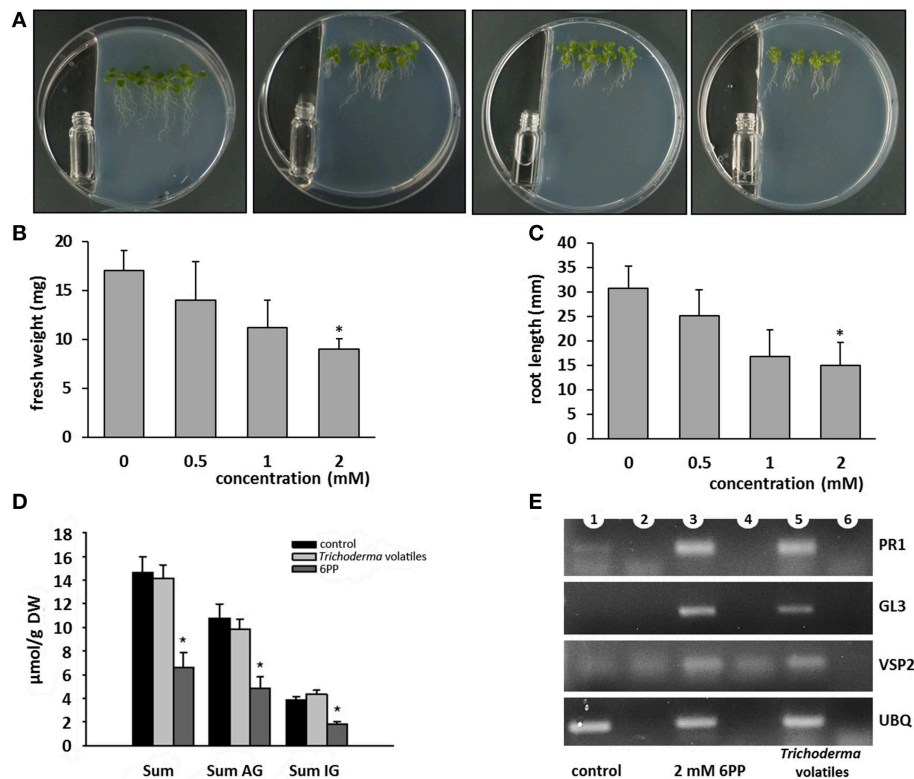 A
B
20
15
10
5
0
fresh weight (mg)
*
0 0.5 1 2
concentration (mM)
C
40
35
30
25
20
15
10
5
0
root length (mm)
*
0 0.5 1 2
concentration (mM)
D
18
16
14
12
10
8
6
4
2
0
µmol/g DW
control
Trichoderma volatiles
6PP
*
*
*
Sum Sum AG Sum IG
E
1 2 3 4 5 6
PR1
GL3
VSP2
UBQ
control 2 mM 6PP Trichoderma
volatiles